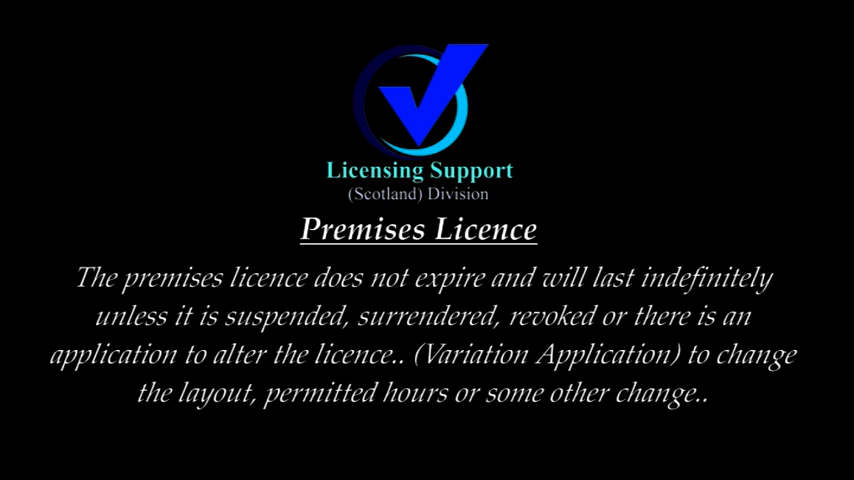 Licensing Support
(Scotland) Division
Premises Licence
The premises licence does not expire and will last indefinitely
unless it is suspended, surrendered, revoked or there is an
application to alter the licence.. (Variation Application) to change
the layout, permitted hours or some other change..